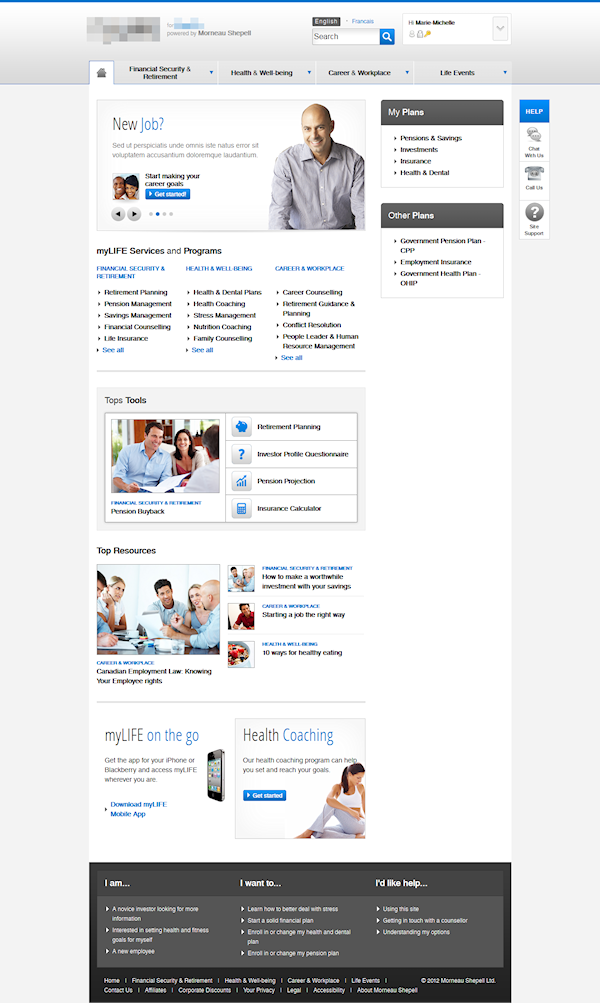 for
powered by Morneau Shepell
English
Francais
Search
Hi Marie-Michelle
Financial Security &
Retirement
Health & Well-being
Career & Workplace
Life Events
New Job?
Sed ut perspiciatis unde omnis iste natus error sit
voluptatem accusantium doloremque laudantium.
Start making your
career goals
Get started!
My Plans
Pensions & Savings
Investments
Insurance
Health & Dental
HELP
Chat
With Us
Call Us
Site
Support
Other Plans
Government Pension Plan -
CPP
Employment Insurance
Government Health Plan -
OHIP
myLIFE Services and Programs
FINANCIAL SECURITY &
RETIREMENT
Retirement Planning
Pension Management
Savings Management
Financial Counselling
Life Insurance
See all
HEALTH & WELL-BEING
Health & Dental Plans
Health Coaching
Stress Management
Nutrition Coaching
Family Counselling
See all
CAREER & WORKPLACE
Career Counselling
Retirement Guidance &
Planning
Conflict Resolution
People Leader & Human
Resource Management
See all
Tops Tools
FINANCIAL SECURITY & RETIREMENT
Pension Buyback
Retirement Planning
Investor Profile Questionnaire
Pension Projection
Insurance Calculator
Top Resources
CAREER & WORKPLACE
Canadian Employment Law: Knowing
Your Employee rights
FINANCIAL SECURITY & RETIREMENT
How to make a worthwhile
investment with your savings
CAREER & WORKPLACE
Starting a job the right way
HEALTH & WELL-BEING
10 ways for healthy eating
myLIFE on the go
Get the app for your iPhone or
Blackberry and access myLIFE
wherever you are.
Download myLIFE
Mobile App
Health Coaching
Our health coaching program can help
you set and reach your goals.
Get started
I am...
A novice investor looking for more
information
Interested in setting health and fitness
goals for myself
A new employee
I want to...
Learn how to better deal with stress
Start a solid financial plan
Enroll in or change my health and dental
plan
Enroll in or change my pension plan
I'd like help...
Using this site
Getting in touch with a counsellor
Understanding my options
Home | Financial Security & Retirement | Health & Well-being | Career & Workplace | Life Events |
Contact Us | Affiliates | Corporate Discounts | Your Privacy | Legal | Accessibility | About Morneau Shepell
© 2012 Morneau Shepell Ltd.